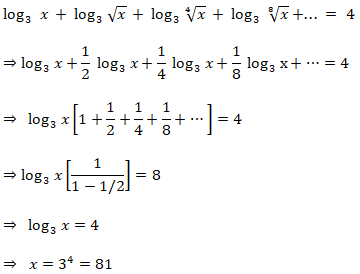 log₃ x + log₃ √x + log₃ ∜x + log₃ ⁸√x + … = 4
⇒ log₃ x + 1/2 log₃ x + 1/4 log₃ x + 1/8 log₃ x + ⋯ = 4
⇒ log₃ x [1 + 1/2 + 1/4 + 1/8 + ⋯] = 4
⇒ log₃ x [1/(1 − 1/2)] = 8
⇒ log₃ x = 4
⇒ x = 3⁴ = 81